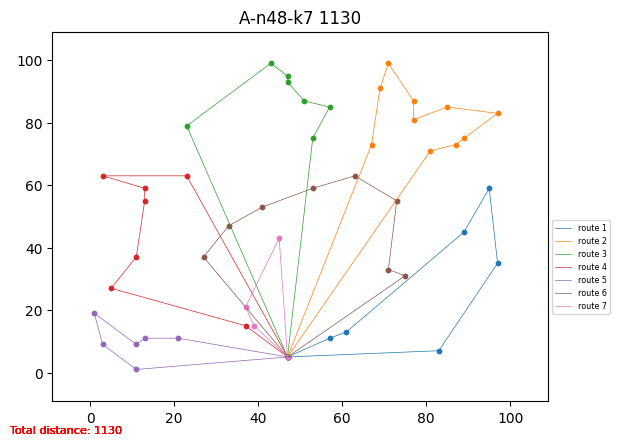 A-n48-k7 1130
100
80
60
40
20
0
0 20 40 60 80 100
route 1
route 2
route 3
route 4
route 5
route 6
route 7
Total distance: 1130